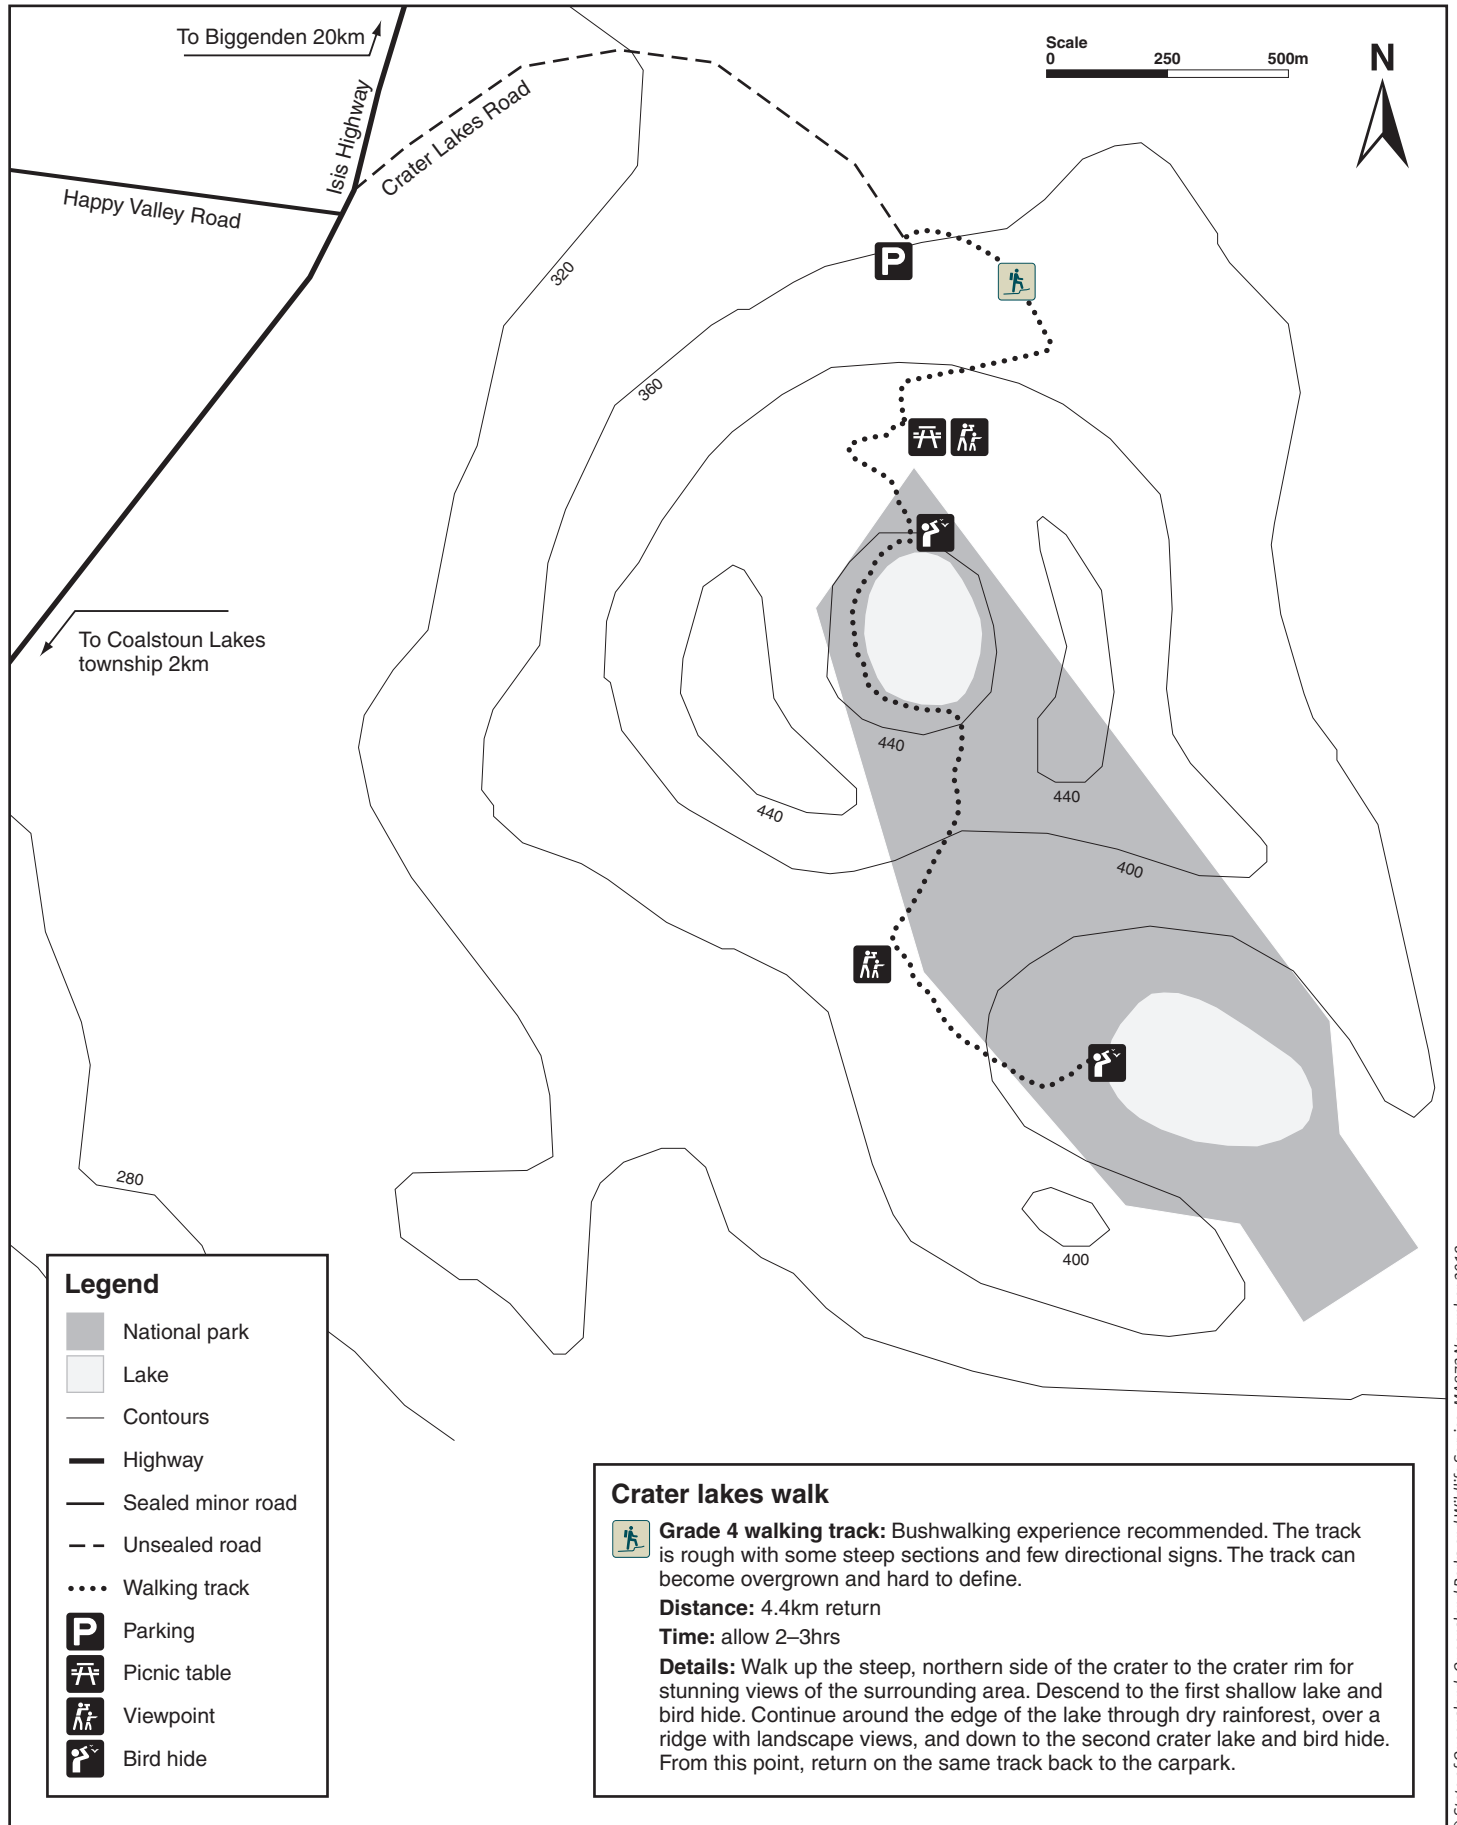 To Biggenden 20km
Scale
0 250 500m
N
Isis Highway
Crater Lakes Road
Happy Valley Road
P
320
360
To Coalstoun Lakes
township 2km
440
440
440
400
280
400
Legend
National park
Lake
Contours
Highway
Sealed minor road
Unsealed road
Walking track
P Parking
Picnic table
Viewpoint
Bird hide
Crater lakes walk
Grade 4 walking track: Bushwalking experience recommended. The track
is rough with some steep sections and few directional signs. The track can
become overgrown and hard to define.
Distance: 4.4km return
Time: allow 2–3hrs
Details: Walk up the steep, northern side of the crater to the crater rim for
stunning views of the surrounding area. Descend to the first shallow lake and
bird hide. Continue around the edge of the lake through dry rainforest, over a
ridge with landscape views, and down to the second crater lake and bird hide.
From this point, return on the same track back to the carpark.